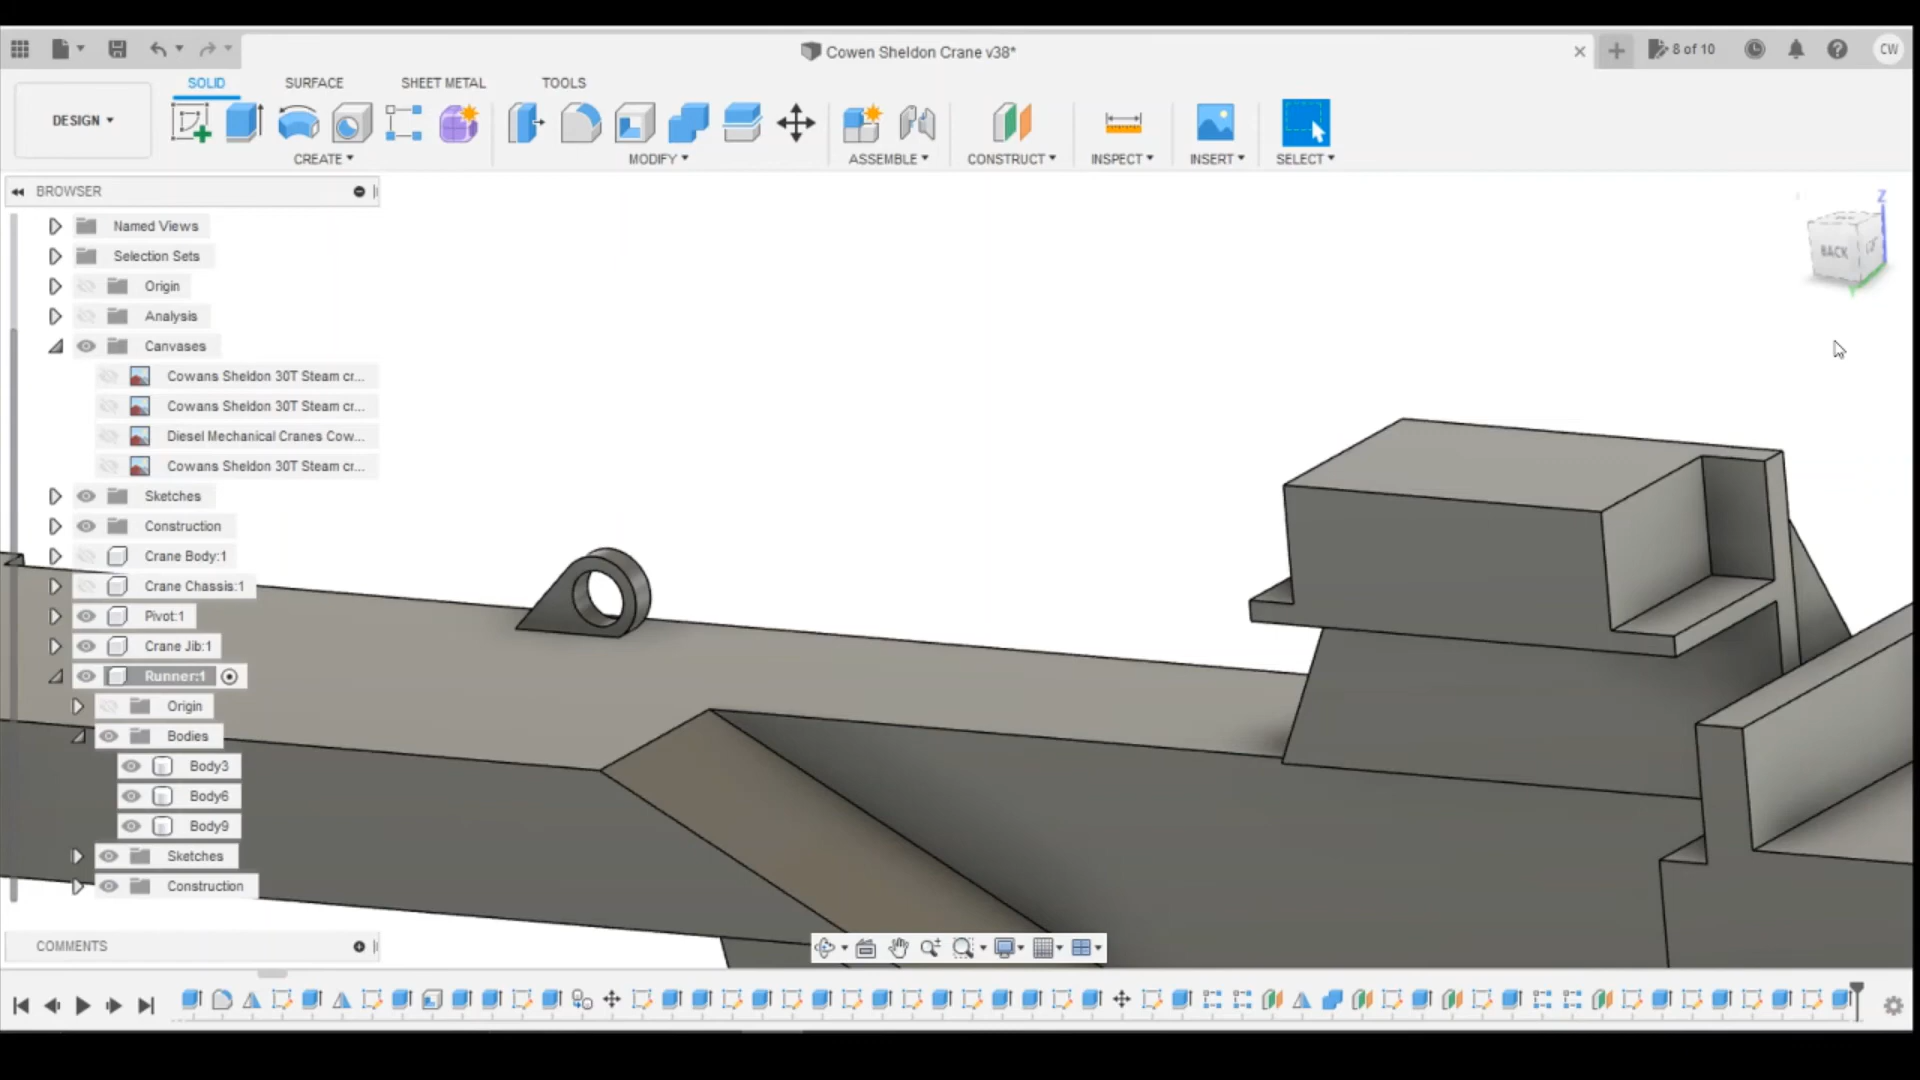 Cowen Sheldon Crane v38*
8 of 10
CW
SOLID SURFACE SHEET METAL TOOLS
DESIGN
CREATE MODIFY ASSEMBLE CONSTRUCT INSPECT INSERT SELECT
BROWSER
Named Views
Selection Sets
Origin
Analysis
Canvases
Cowans Sheldon 30T Steam cr...
Cowans Sheldon 30T Steam cr...
Diesel Mechanical Cranes Cow...
Cowans Sheldon 30T Steam cr...
Sketches
Construction
Crane Body:1
Crane Chassis:1
Pivot:1
Crane Jib:1
Runner:1
Origin
Bodies
Body3
Body6
Body9
Sketches
Construction
COMMENTS
Z
BACK